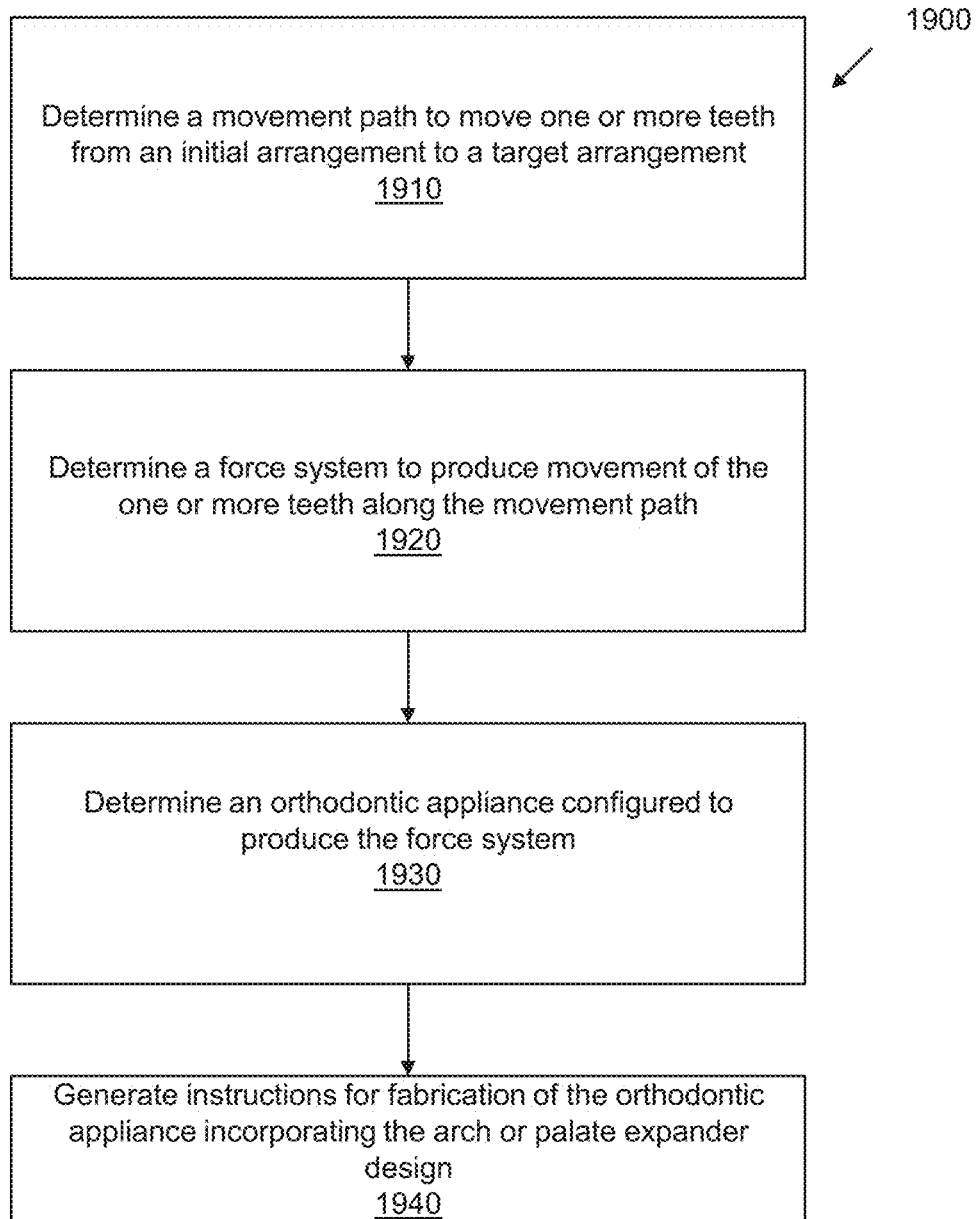 1900
Determine a movement path to move one or more teeth
from an initial arrangement to a target arrangement
1910
Determine a force system to produce movement of the
one or more teeth along the movement path
1920
Determine an orthodontic appliance configured to
produce the force system
1930
Generate instructions for fabrication of the orthodontic
appliance incorporating the arch or palate expander
design
1940